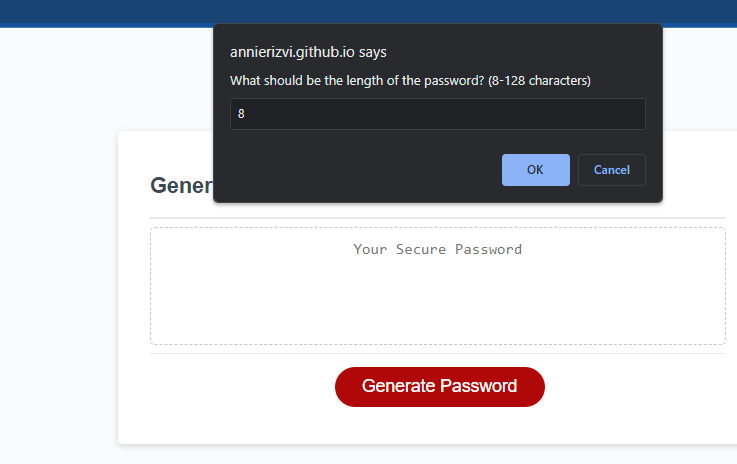 annierizvi.github.io says
What should be the length of the password? (8-128 characters)
8
OK
Cancel
Gener
Your Secure Password
Generate Password